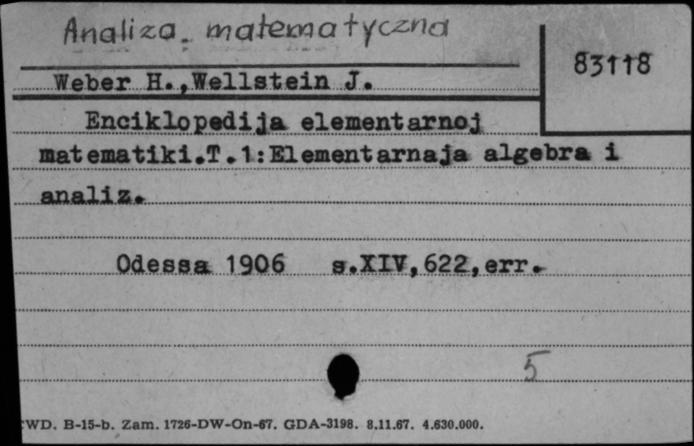 Analiza matematyczna
83118
Weber H.,Wellstein J.
Enciklopedija elementarnoj
matematiki.T.1:Elementarnaja algebra i
analiz.
Odessa 1906 s.XIV,622,err.
5
WD. B-15-b. Zam. 1726-DW-On-67. GDA-3198. 8.11.67. 4.630.000.